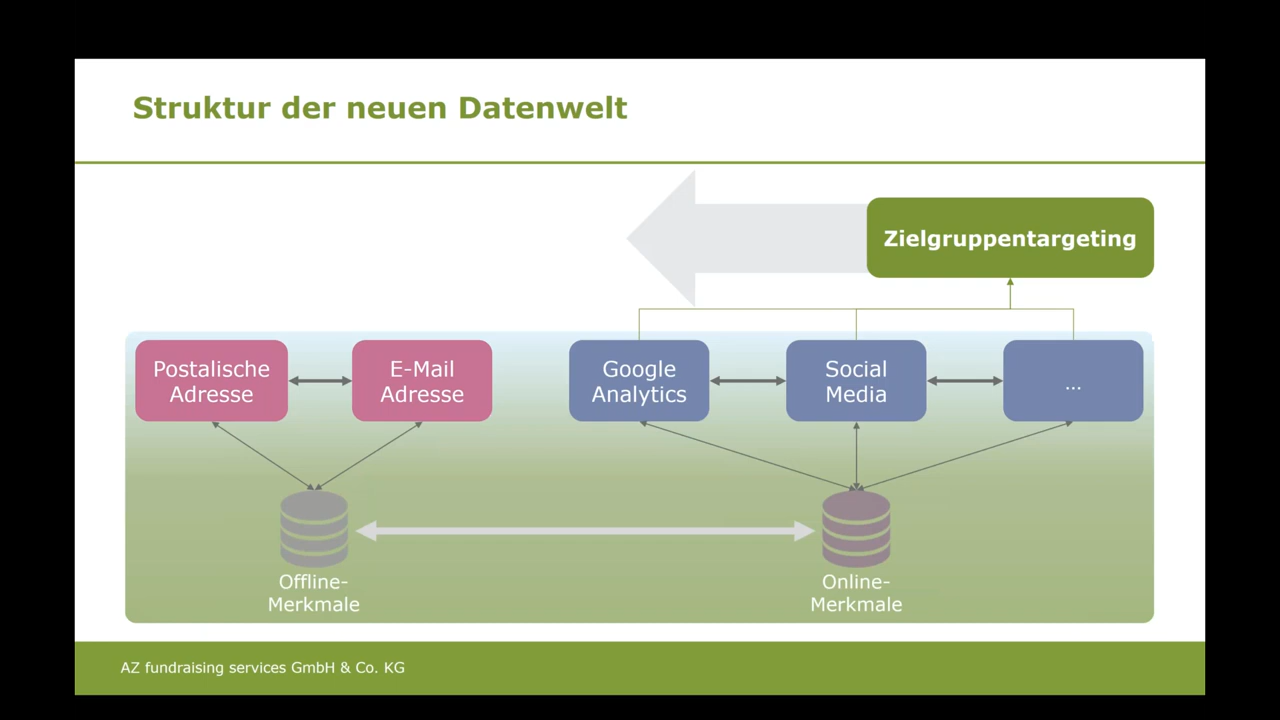 Struktur der neuen Datenwelt
Zielgruppentargeting
Postalische
Adresse
E-Mail
Adresse
Google
Analytics
Social
Media
...
Offline-
Merkmale
Online-
Merkmale
AZ fundraising services GmbH & Co. KG